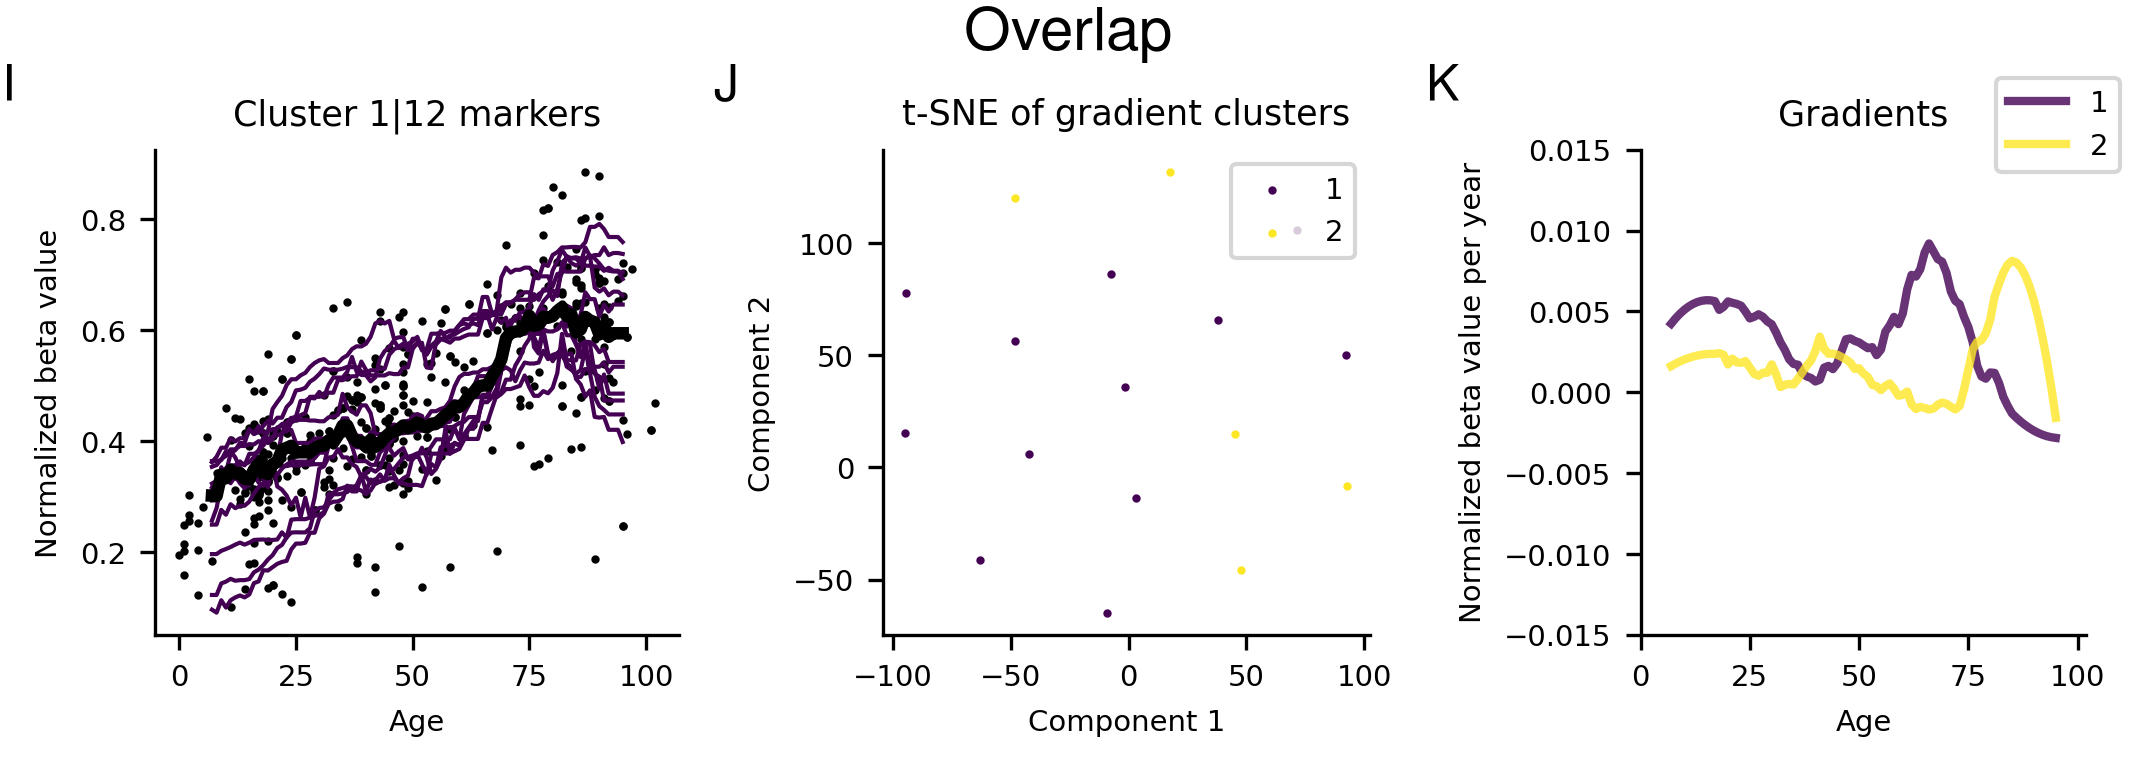 Overlap
I
Cluster 1|12 markers
Normalized beta value
0.8
0.6
0.4
0.2
0 25 50 75 100
Age
J
t-SNE of gradient clusters
1
2
Component 2
100
50
0
−50
−100 −50 0 50 100
Component 1
K
Gradients
1
2
Normalized beta value per year
0.015
0.010
0.005
0.000
−0.005
−0.010
−0.015
0 25 50 75 100
Age